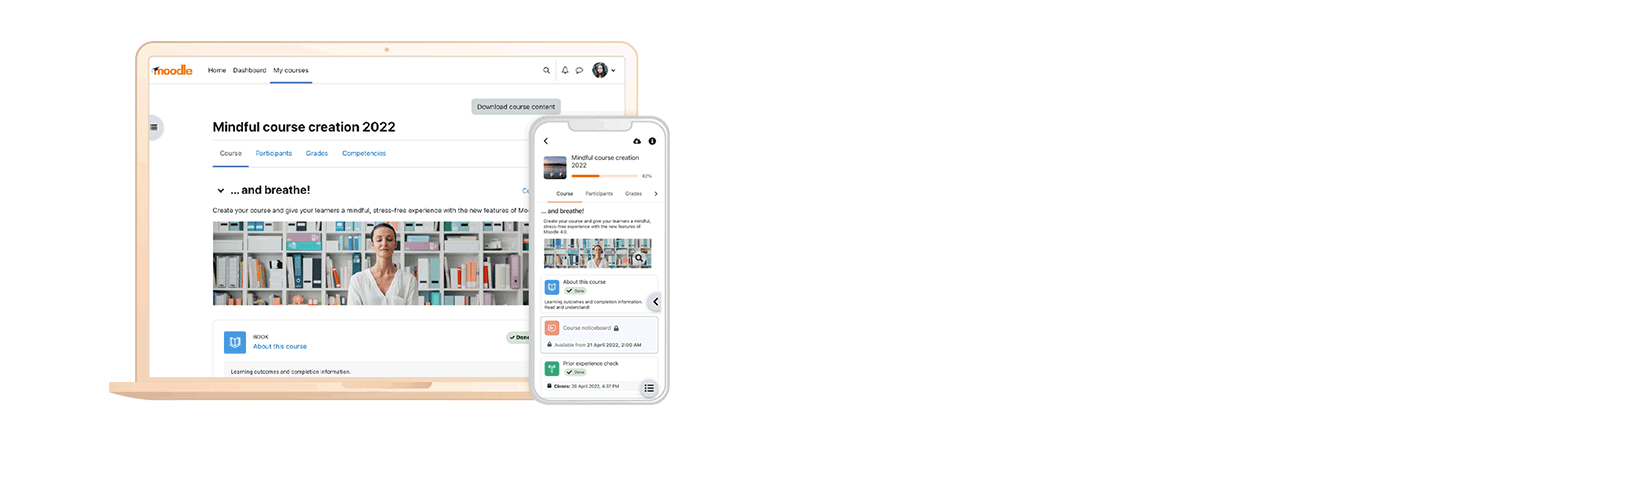 moodle
Home Dashboard My courses
Download course content
Mindful course creation 2022
Course Participants Grades Competencies
... and breathe!
Create your course and give your learners a mindful, stress-free experience with the new features of
BOOK
About this course
Done
Learning outcomes and completion information.
Mindful course creation
2022
42%
Course Participants Grades
... and breathe!
Create your course and give your learners a mindful,
stress-free experience with the new features of
Moodle 4.0.
About this course
Done
Learning outcomes and completion information.
Read and understand!
Course noticeboard
Available from 21 April 2022, 2:00 AM
Prior experience check
Done
Closes: 26 April 2022, 4:37 PM